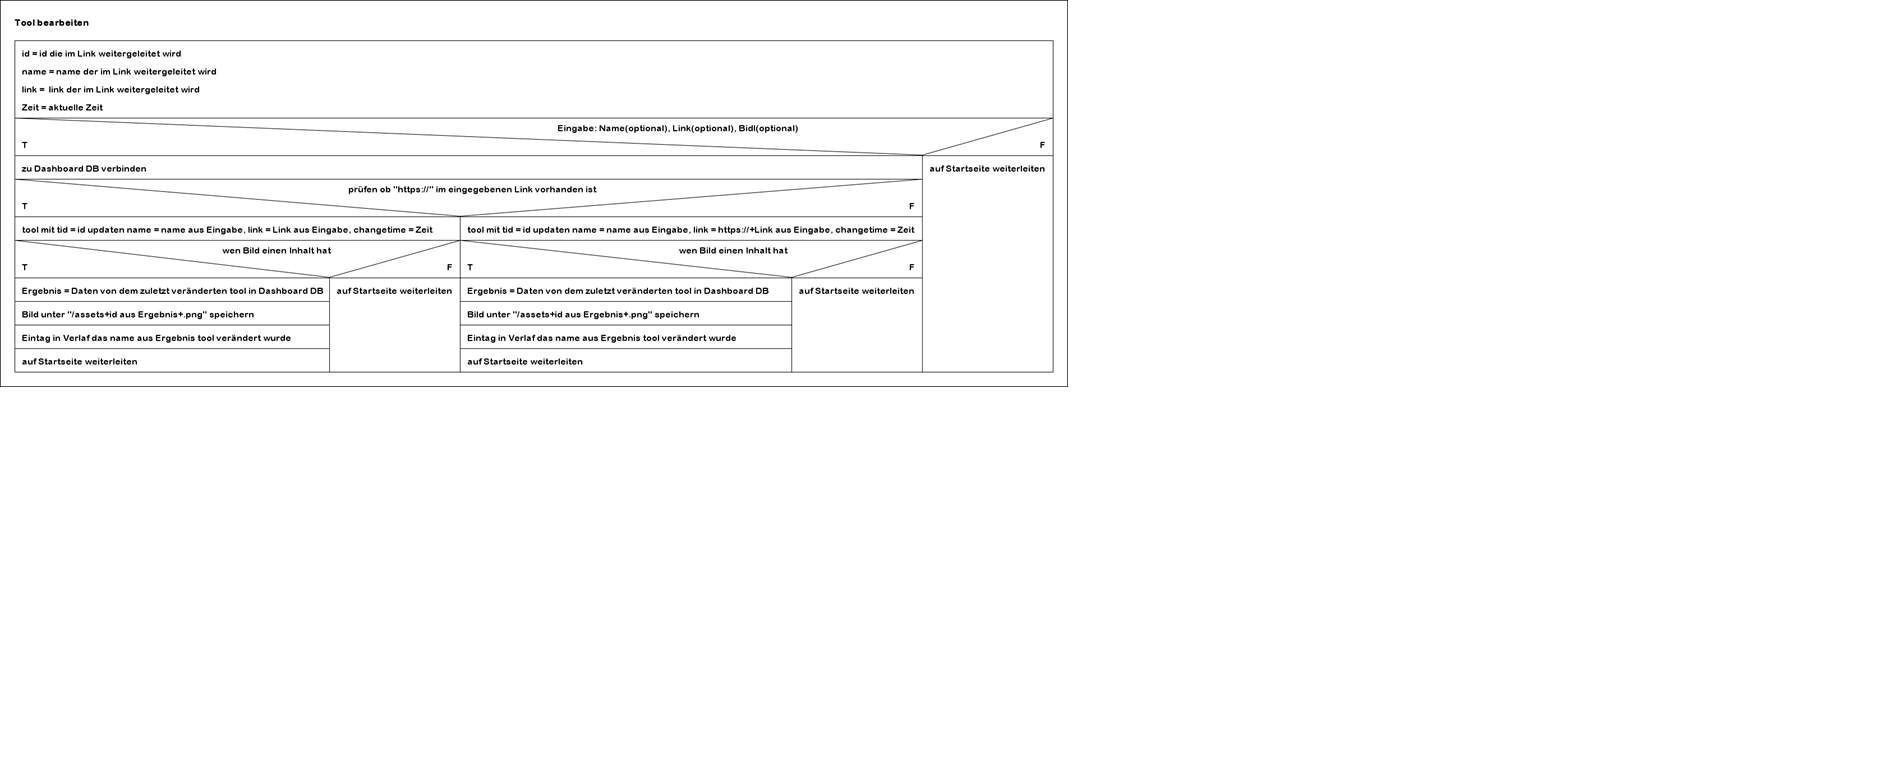 Tool bearbeiten
id = id die im Link weitergeleitet wird
name = name der im Link weitergeleitet wird
link =  link der im Link weitergeleitet wird
Zeit = aktuelle Zeit
Eingabe: Name(optional), Link(optional), Bidl(optional)
T
F
zu Dashboard DB verbinden
auf Startseite weiterleiten
prüfen ob "https://" im eingegebenen Link vorhanden ist
T
F
tool mit tid = id updaten name = name aus Eingabe, link = Link aus Eingabe, changetime = Zeit
tool mit tid = id updaten name = name aus Eingabe, link = https://+Link aus Eingabe, changetime = Zeit
wen Bild einen Inhalt hat
T
F
wen Bild einen Inhalt hat
T
F
Ergebnis = Daten von dem zuletzt veränderten tool in Dashboard DB
auf Startseite weiterleiten
Ergebnis = Daten von dem zuletzt veränderten tool in Dashboard DB
auf Startseite weiterleiten
Bild unter "/assets+id aus Ergebnis+.png" speichern
Bild unter "/assets+id aus Ergebnis+.png" speichern
Eintag in Verlaf das name aus Ergebnis tool verändert wurde
Eintag in Verlaf das name aus Ergebnis tool verändert wurde
auf Startseite weiterleiten
auf Startseite weiterleiten